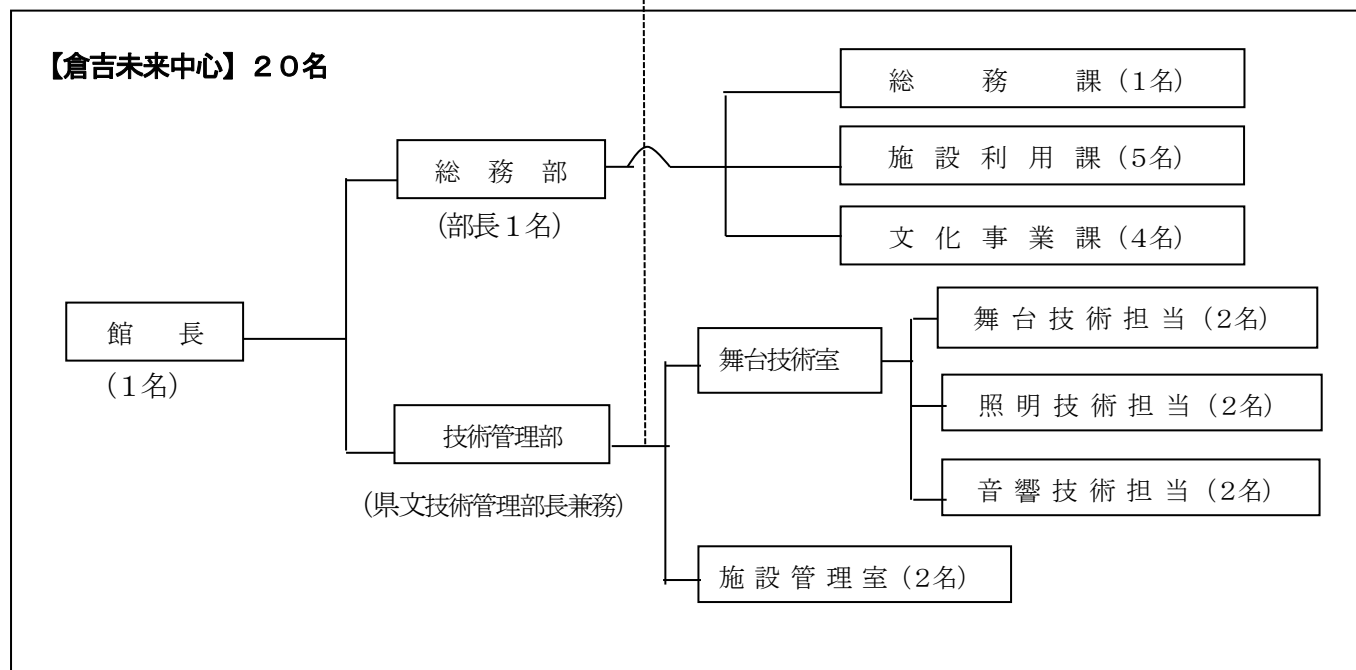 【倉吉未来中心】２０名
総務課（1名）
施設利用課（5名）
文化事業課（4名）
総務部
（部長１名）
館長
（１名）
技術管理部
（県文技術管理部長兼務）
舞台技術室
舞台技術担当（2名）
照明技術担当（2名）
音響技術担当（2名）
施設管理室（2名）